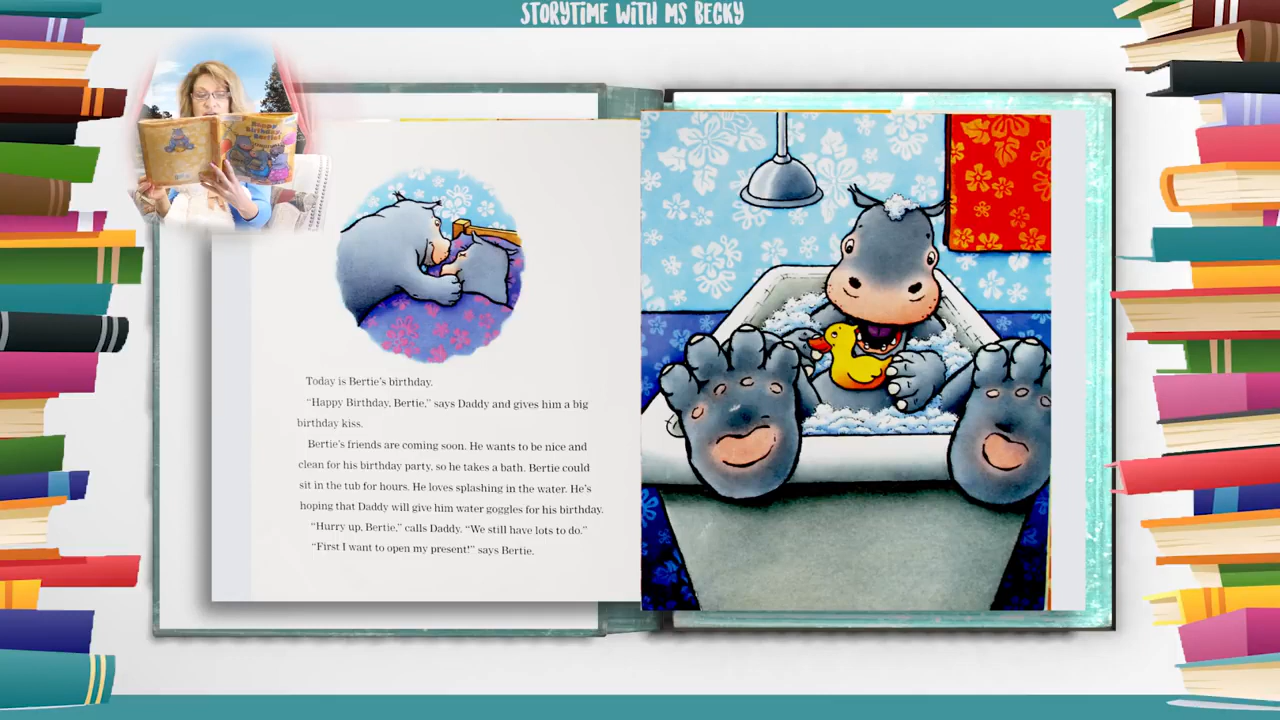 STORYTIME WITH MS BECKY
Happy
Birthday,
Bertie!
Today is Bertie's birthday.
"Happy Birthday, Bertie," says Daddy and gives him a big
birthday kiss.
Bertie's friends are coming soon. He wants to be nice and
clean for his birthday party, so he takes a bath. Bertie could
sit in the tub for hours. He loves splashing in the water. He's
hoping that Daddy will give him water goggles for his birthday.
"Hurry up, Bertie," calls Daddy. "We still have lots to do."
"First I want to open my present!" says Bertie.